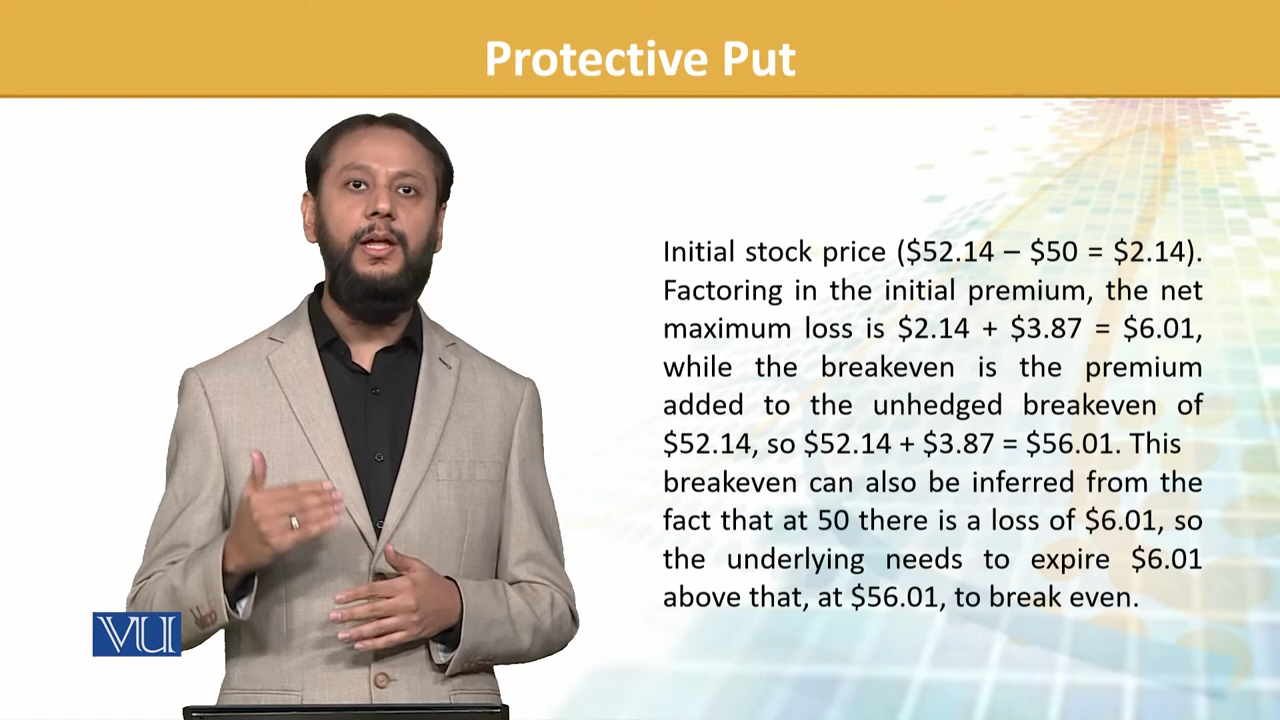 Protective Put
Initial stock price ($52.14 – $50 = $2.14).
Factoring in the initial premium, the net
maximum loss is $2.14 + $3.87 = $6.01,
while the breakeven is the premium
added to the unhedged breakeven of
$52.14, so $52.14 + $3.87 = $56.01. This
breakeven can also be inferred from the
fact that at 50 there is a loss of $6.01, so
the underlying needs to expire $6.01
above that, at $56.01, to break even.
VU